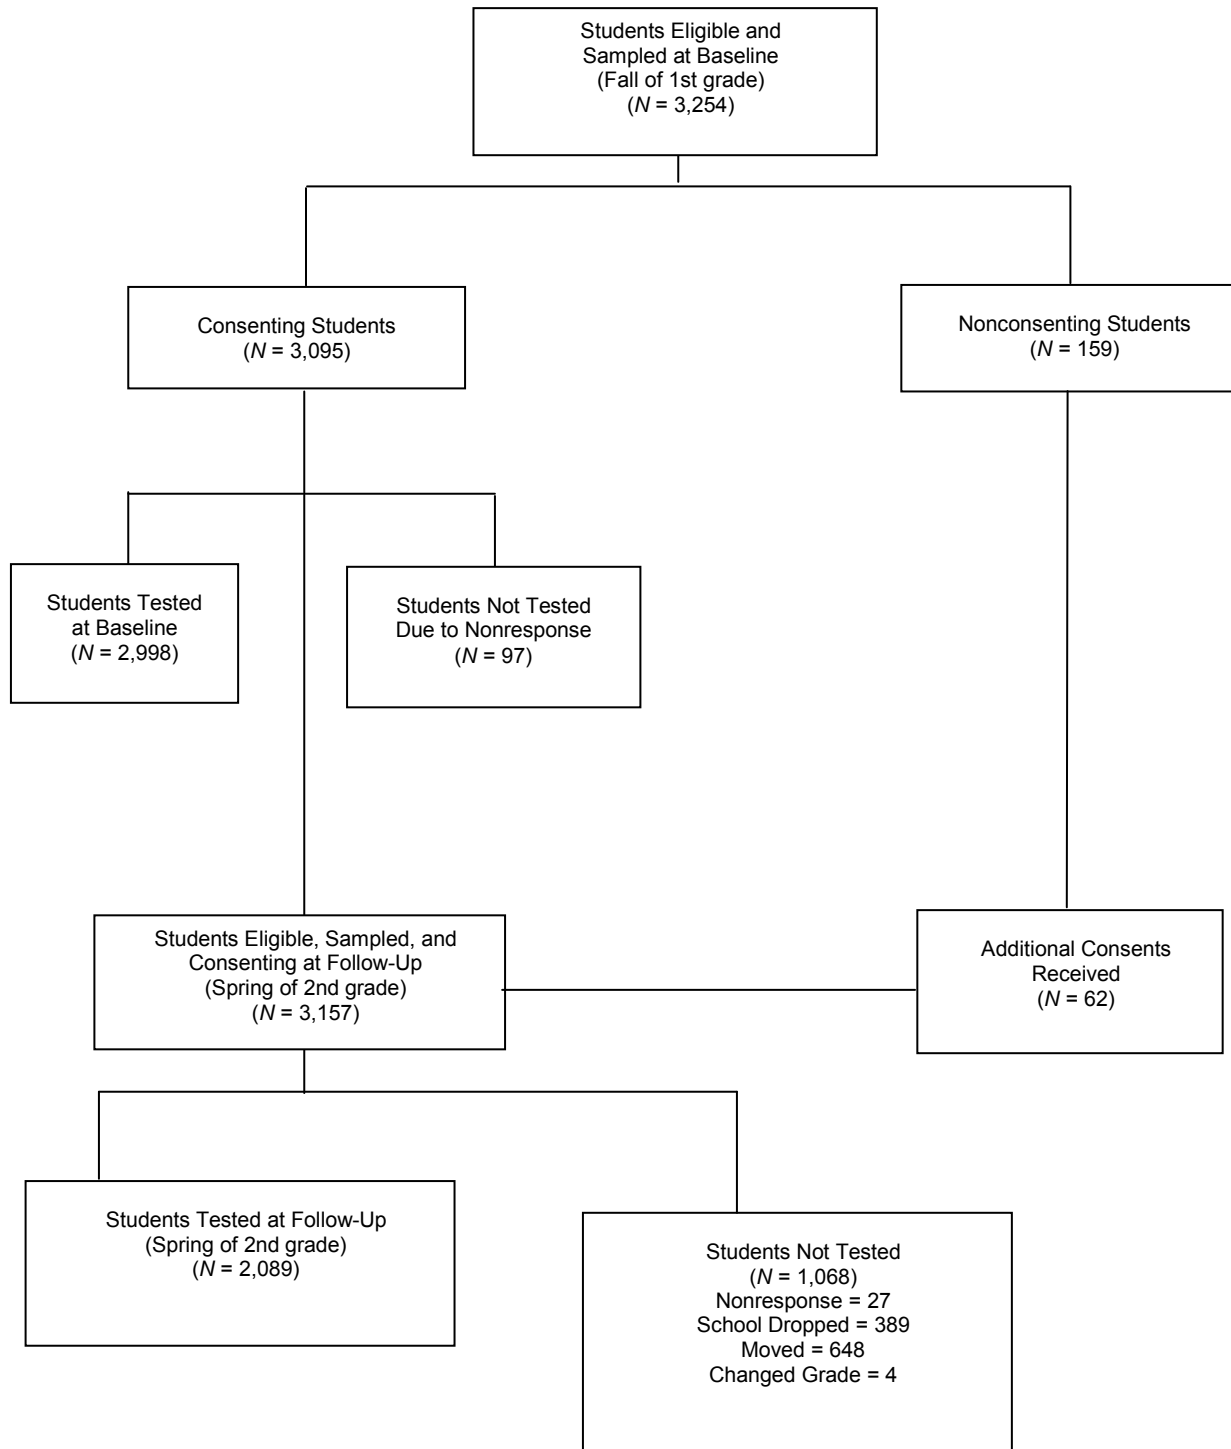 Students Eligible and
Sampled at Baseline
(Fall of 1st grade)
(N = 3,254)
Consenting Students
(N = 3,095)
Nonconsenting Students
(N = 159)
Students Tested
at Baseline
(N = 2,998)
Students Not Tested
Due to Nonresponse
(N = 97)
Students Eligible, Sampled, and
Consenting at Follow-Up
(Spring of 2nd grade)
(N = 3,157)
Additional Consents
Received
(N = 62)
Students Tested at Follow-Up
(Spring of 2nd grade)
(N = 2,089)
Students Not Tested
(N = 1,068)
Nonresponse = 27
School Dropped = 389
Moved = 648
Changed Grade = 4